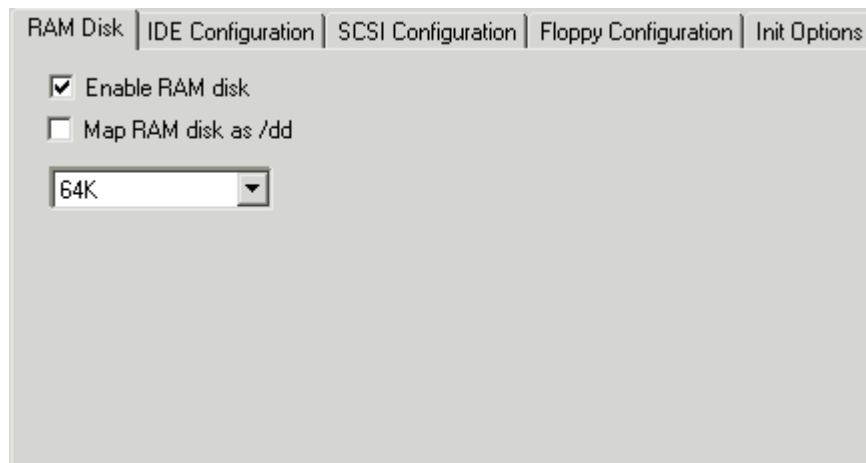 RAM Disk IDE Configuration SCSI Configuration Floppy Configuration Init Options
Enable RAM disk
Map RAM disk as /dd
64K